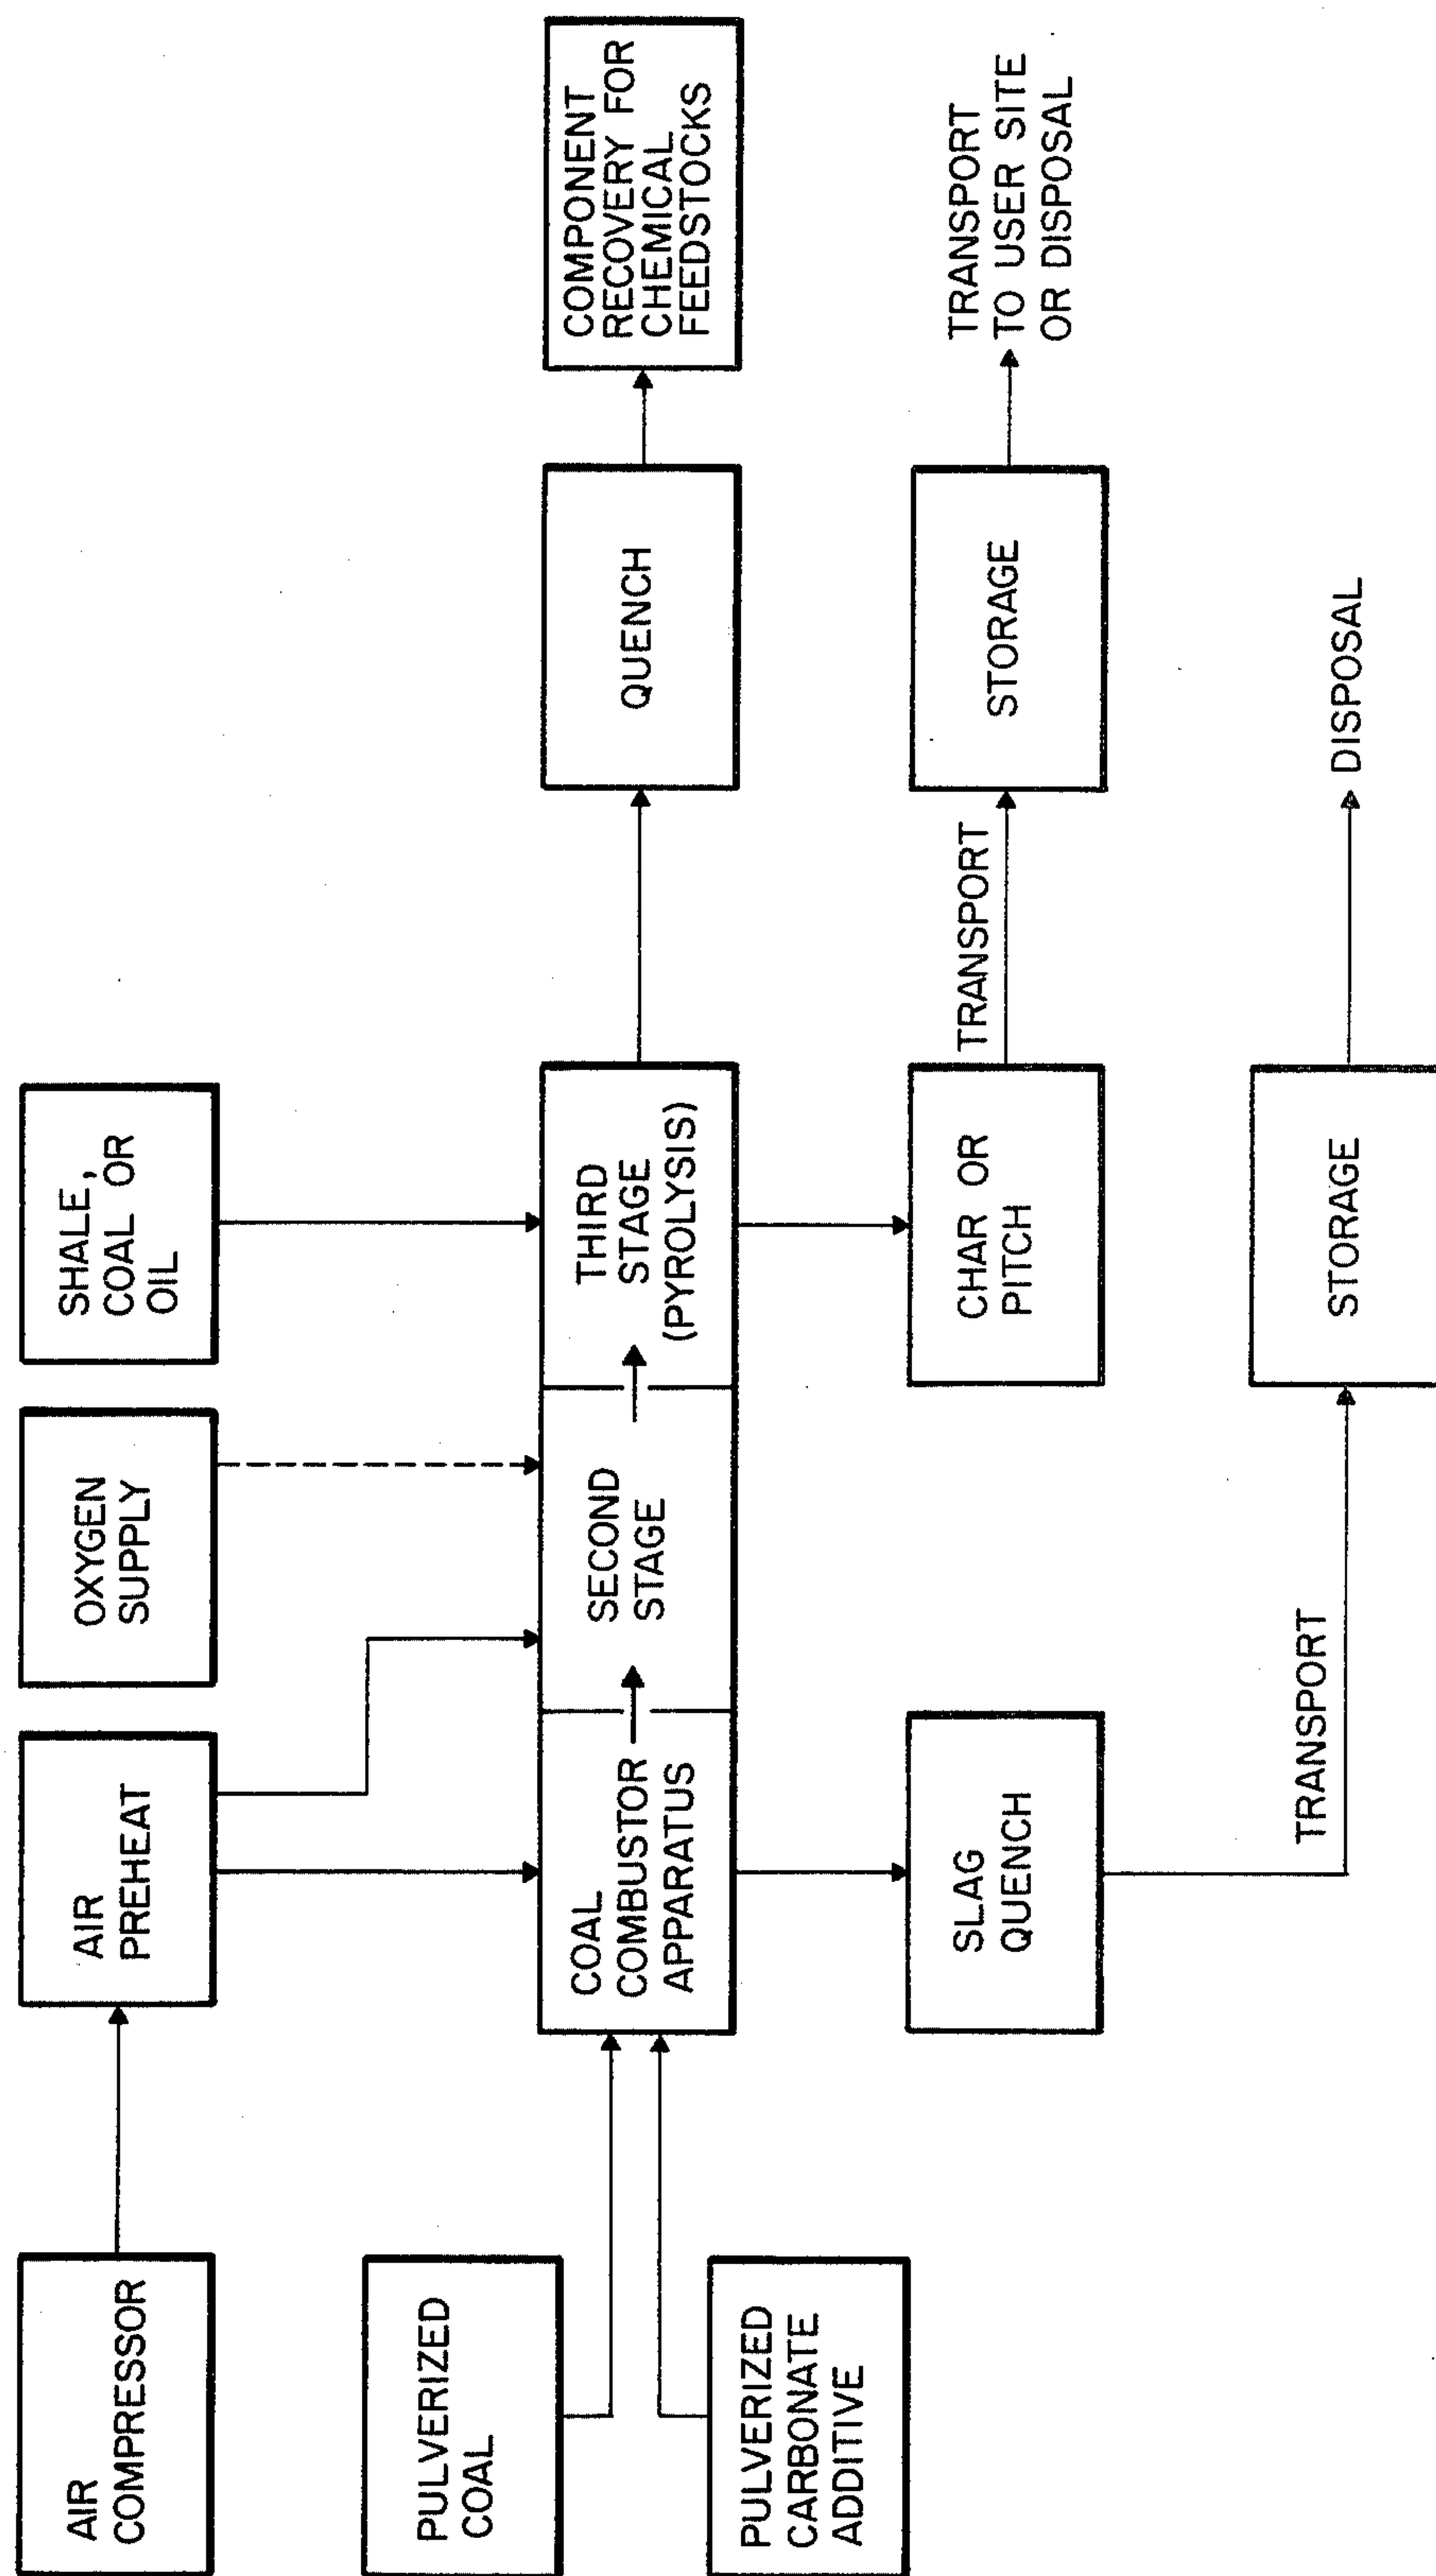 AIR
COMPRESSOR
AIR
PREHEAT
OXYGEN
SUPPLY
SHALE,
COAL OR
OIL
PULVERIZED
COAL
PULVERIZED
CARBONATE
ADDITIVE
COAL
COMBUSTOR
APPARATUS
SECOND
STAGE
THIRD
STAGE
(PYROLYSIS)
QUENCH
COMPONENT
RECOVERY FOR
CHEMICAL
FEEDSTOCKS
SLAG
QUENCH
CHAR OR
PITCH
TRANSPORT
STORAGE
TRANSPORT
TO USER SITE
OR DISPOSAL
TRANSPORT
STORAGE
DISPOSAL